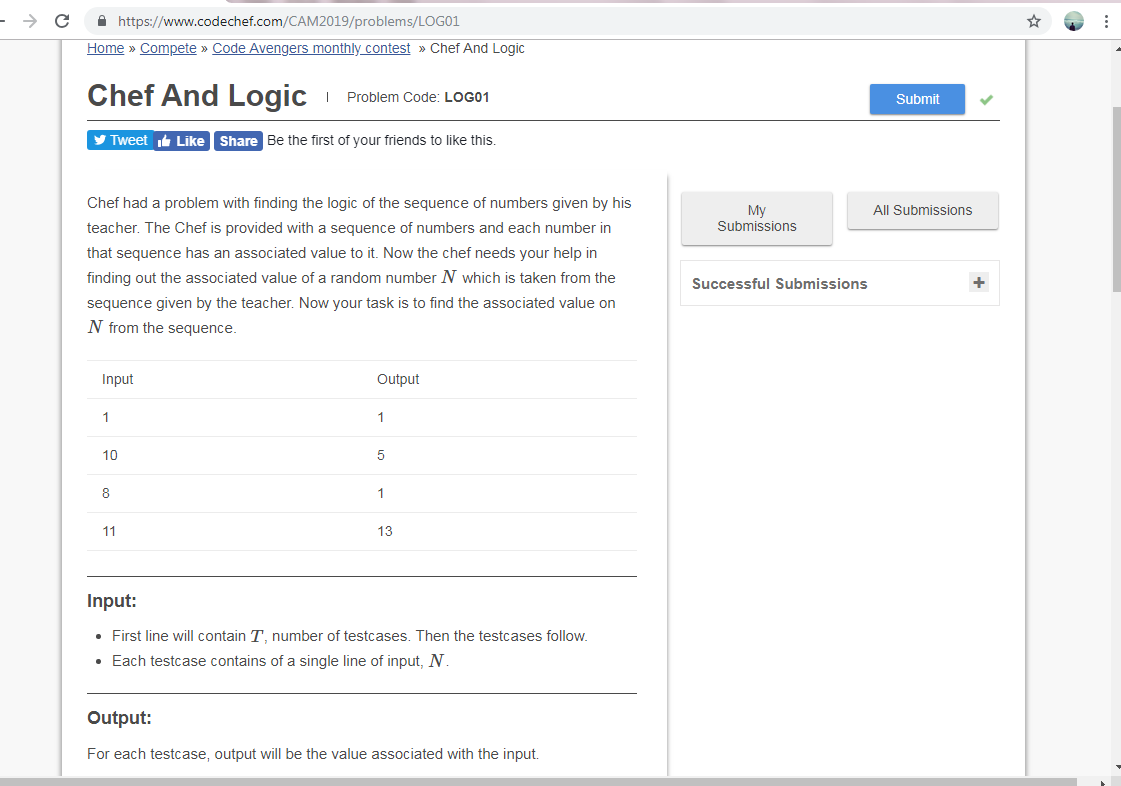 https://www.codechef.com/CAM2019/problems/LOG01
Home » Compete » Code Avengers monthly contest » Chef And Logic
Chef And Logic | Problem Code: LOG01
Submit
Tweet Like Share Be the first of your friends to like this.
Chef had a problem with finding the logic of the sequence of numbers given by his
teacher. The Chef is provided with a sequence of numbers and each number in
that sequence has an associated value to it. Now the chef needs your help in
finding out the associated value of a random number N which is taken from the
sequence given by the teacher. Now your task is to find the associated value on
N from the sequence.
Input Output
1 1
10 5
8 1
11 13
Input:
• First line will contain T, number of testcases. Then the testcases follow.
• Each testcase contains of a single line of input, N.
Output:
For each testcase, output will be the value associated with the input.
My
Submissions
All Submissions
Successful Submissions +